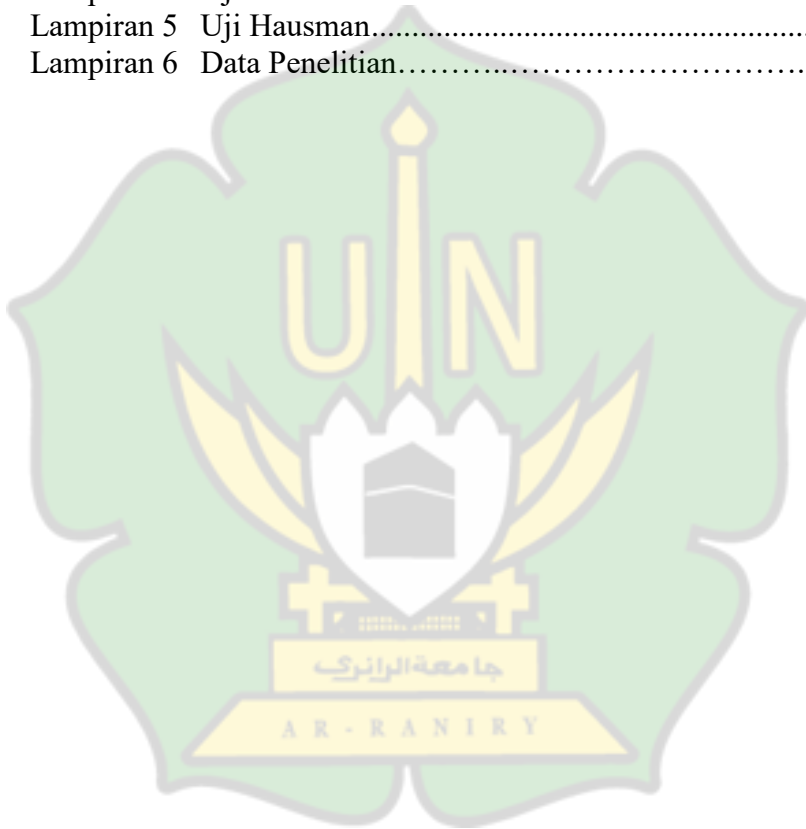 Lampiran 5 Uji Hausman......................................................
Lampiran 6 Data Penelitian………..……………………………….
UIN
جامعة الرانري
AR-RANIRY